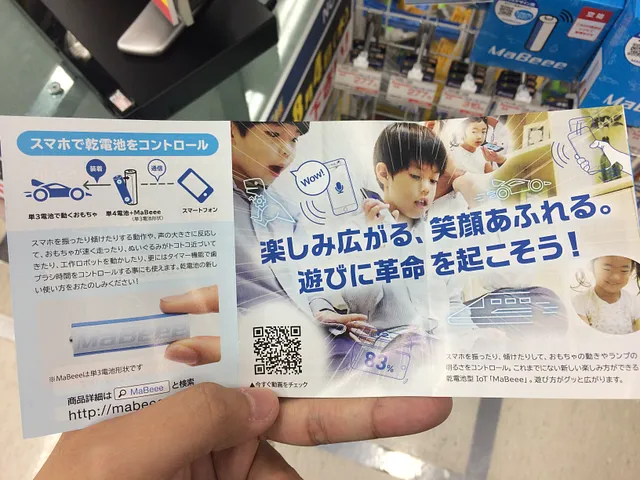 スマホで乾電池をコントロール
装着
通信
単3電池で動くおもちゃ
単4電池+MaBeee
(単3電池形状)
スマートフォン
スマホを振ったり傾けたりする動作や、声の大きさに反応し
て、おもちゃが速く走ったり、ぬいぐるみがトコトコ近づいて
きたり、工作ロボットを動かしたり、更にはタイマー機能で歯
ブラシ時間をコントロールする事にも使えます。乾電池の新し
い使い方をおたのしみください!
MaBeee
※MaBeeeは単3電池形状です
商品詳細は MaBeee と検索
http://mabee
Wow!
楽しみ広がる、笑顔あふれる。
遊びに革命を起こそう!
83%
▲今すぐ動画をチェック
スマホを振ったり、傾けたりして、おもちゃの動きやランプの
明るさをコントロール。これまでにない新しい楽しみ方ができる
乾電池型 IoT「MaBeee」。遊び方がグッと広がります。
MaBeee
登場